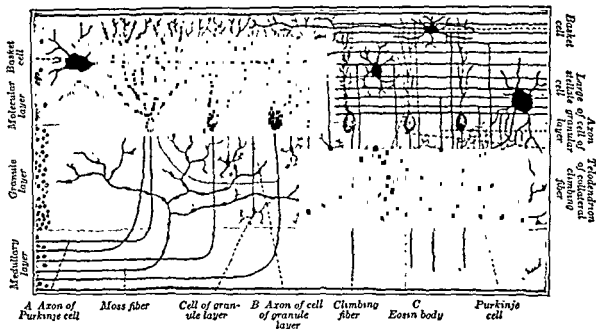 Basket
cell
Molecular
layer
Granule
layer
Medullary
layer
Basket
cell
Large
stellate
cell
Axon
of cell of
granular
layer
Telodendrion
of collateral
climbing
fiber
A Axon of
Purkinje cell
Moss fiber
Cell of gran-
ule layer
B Axon of cell
of granule
layer
Climbing
fiber
C
Eosin body
Purkinje
cell